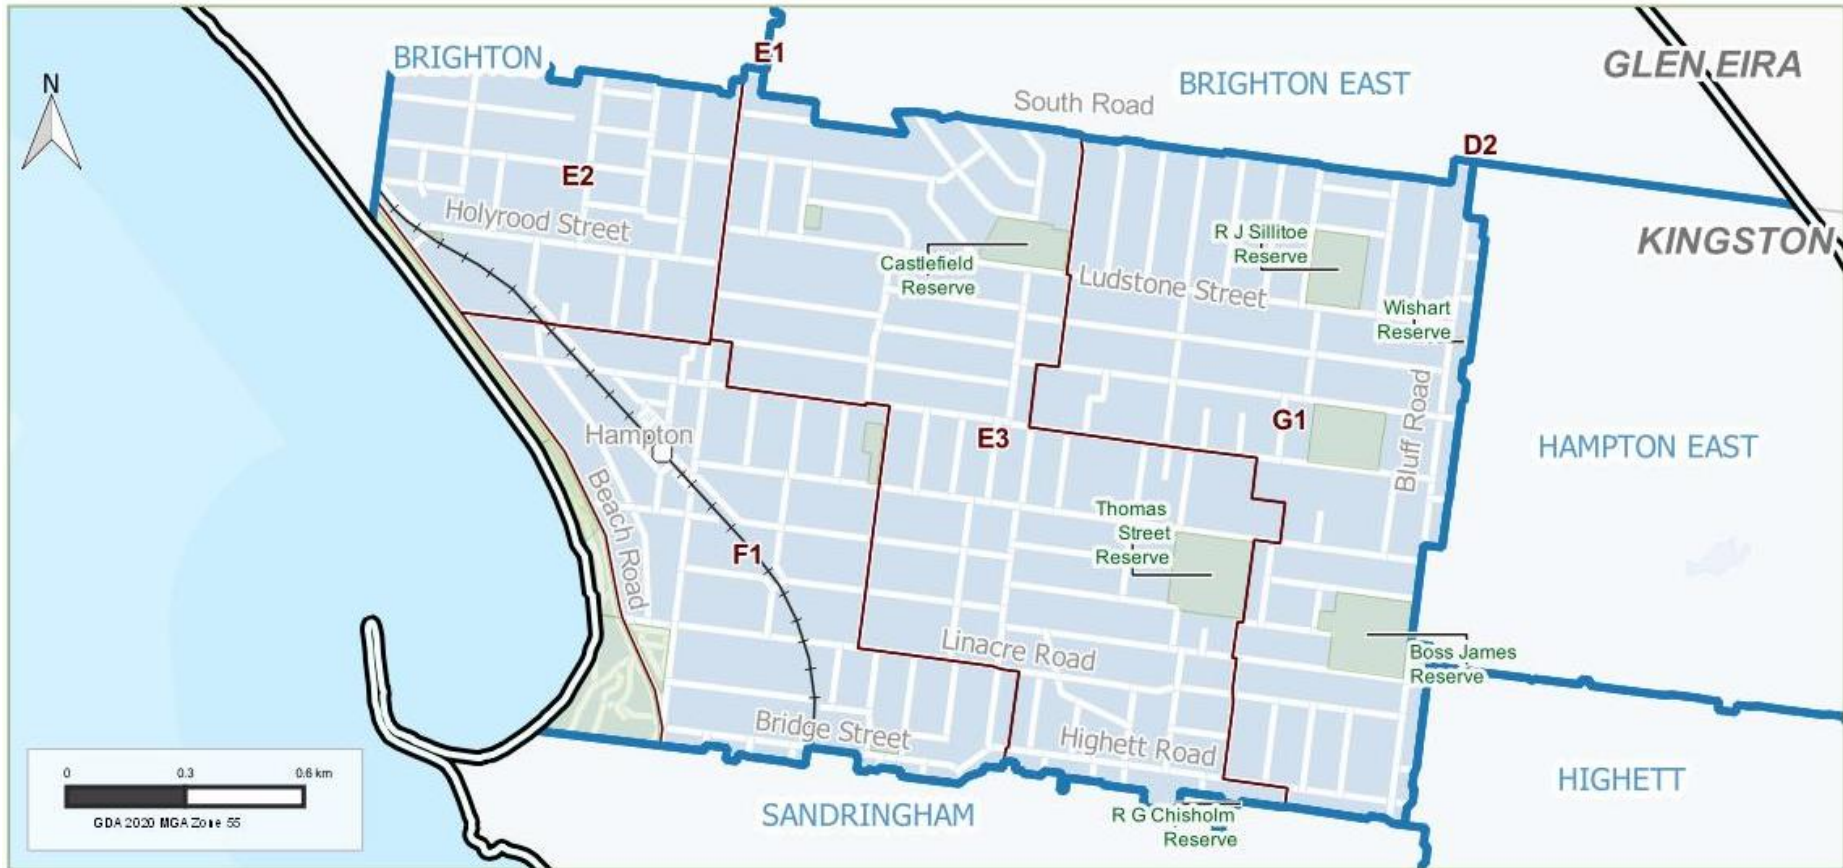 E1
BRIGHTON
GLEN EIRA
BRIGHTON EAST
N
South Road
D2
E2
Holyrood Street
R J Sillitoe
Reserve
KINGSTON
Castlefield
Reserve
Ludstone Street
Wishart
Reserve
Bluff Road
G1
Hampton
E3
HAMPTON EAST
Beach Road
Thomas
Street
Reserve
F1
Linacre Road
Boss James
Reserve
Bridge Street
Highett Road
0 0.3 0.6 km
GDA 2020 MGA Zone 55
HIGHETT
SANDRINGHAM
R G Chisholm
Reserve